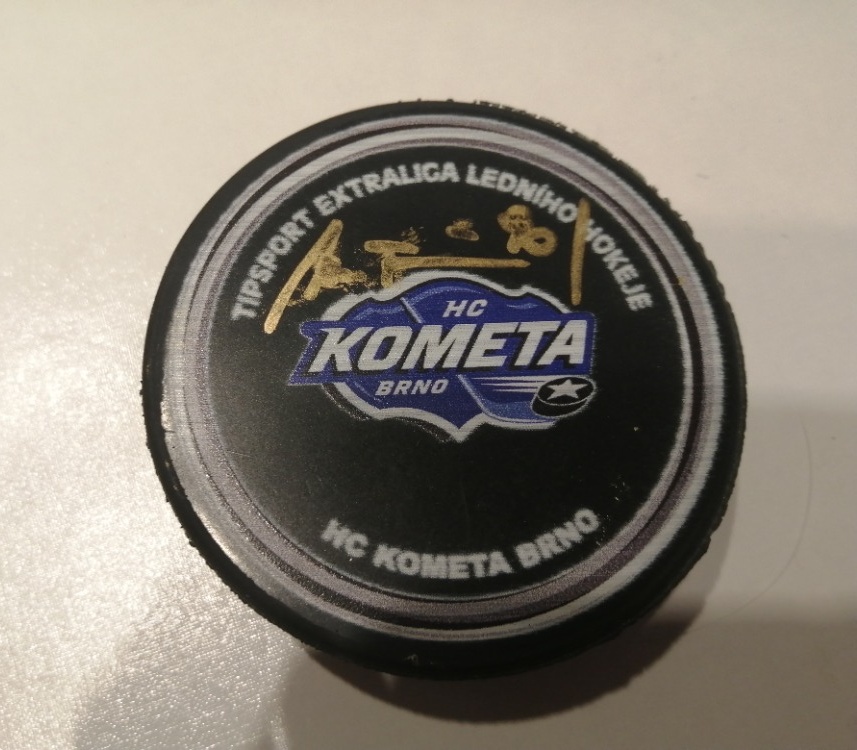 TIPSPORT EXTRALIGA LEDNÍHO HOKEJE
HC
KOMETA
BRNO
HC KOMETA BRNO